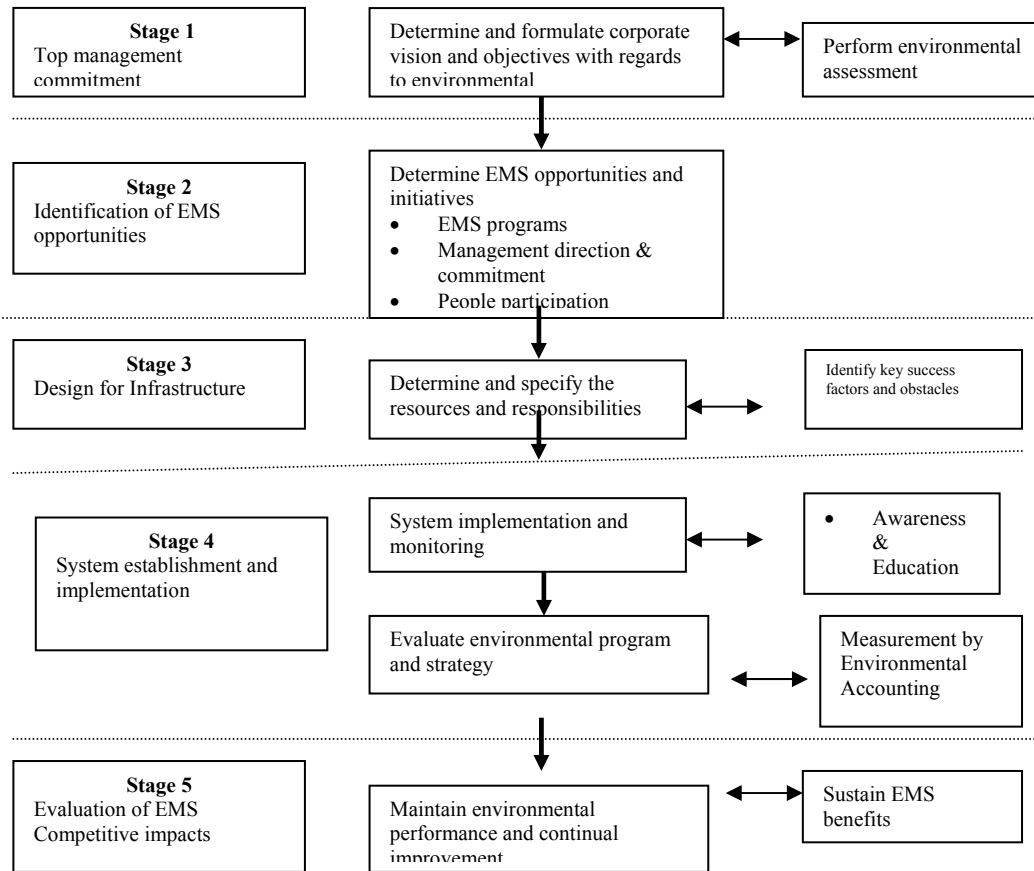 Stage 1
Top management
commitment
Determine and formulate corporate
vision and objectives with regards
to environmental
Perform environmental
assessment
Stage 2
Identification of EMS
opportunities
Determine EMS opportunities and
initiatives
• EMS programs
• Management direction &
commitment
• People participation
Stage 3
Design for Infrastructure
Determine and specify the
resources and responsibilities
Identify key success
factors and obstacles
Stage 4
System establishment and
implementation
System implementation and
monitoring
• Awareness
&
Education
Evaluate environmental program
and strategy
Measurement by
Environmental
Accounting
Stage 5
Evaluation of EMS
Competitive impacts
Maintain environmental
performance and continual
improvement
Sustain EMS
benefits